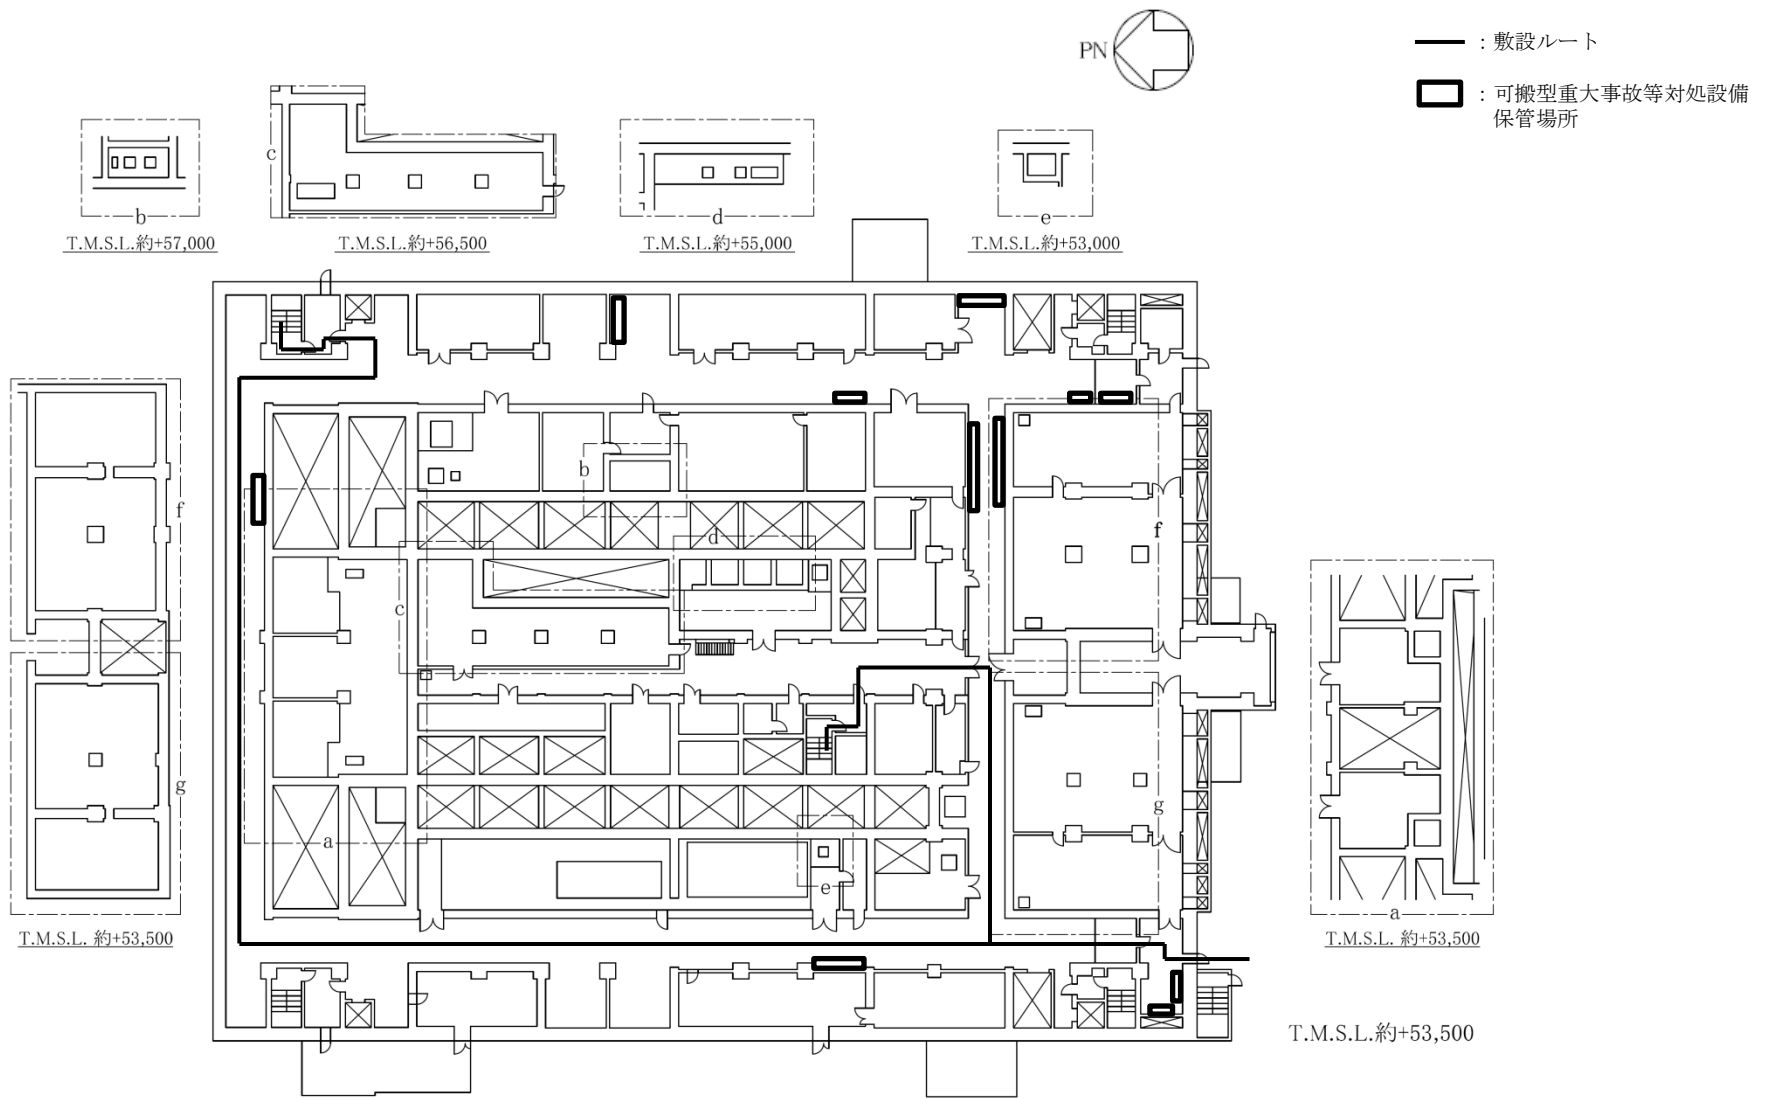 PN
：敷設ルート
：可搬型重大事故等対処設備
保管場所
b
T.M.S.L.約+57,000
c
T.M.S.L.約+56,500
d
T.M.S.L.約+55,000
e
T.M.S.L.約+53,000
f
g
T.M.S.L. 約+53,500
b
d
c
a
e
f
g
a
T.M.S.L. 約+53,500
T.M.S.L.約+53,500